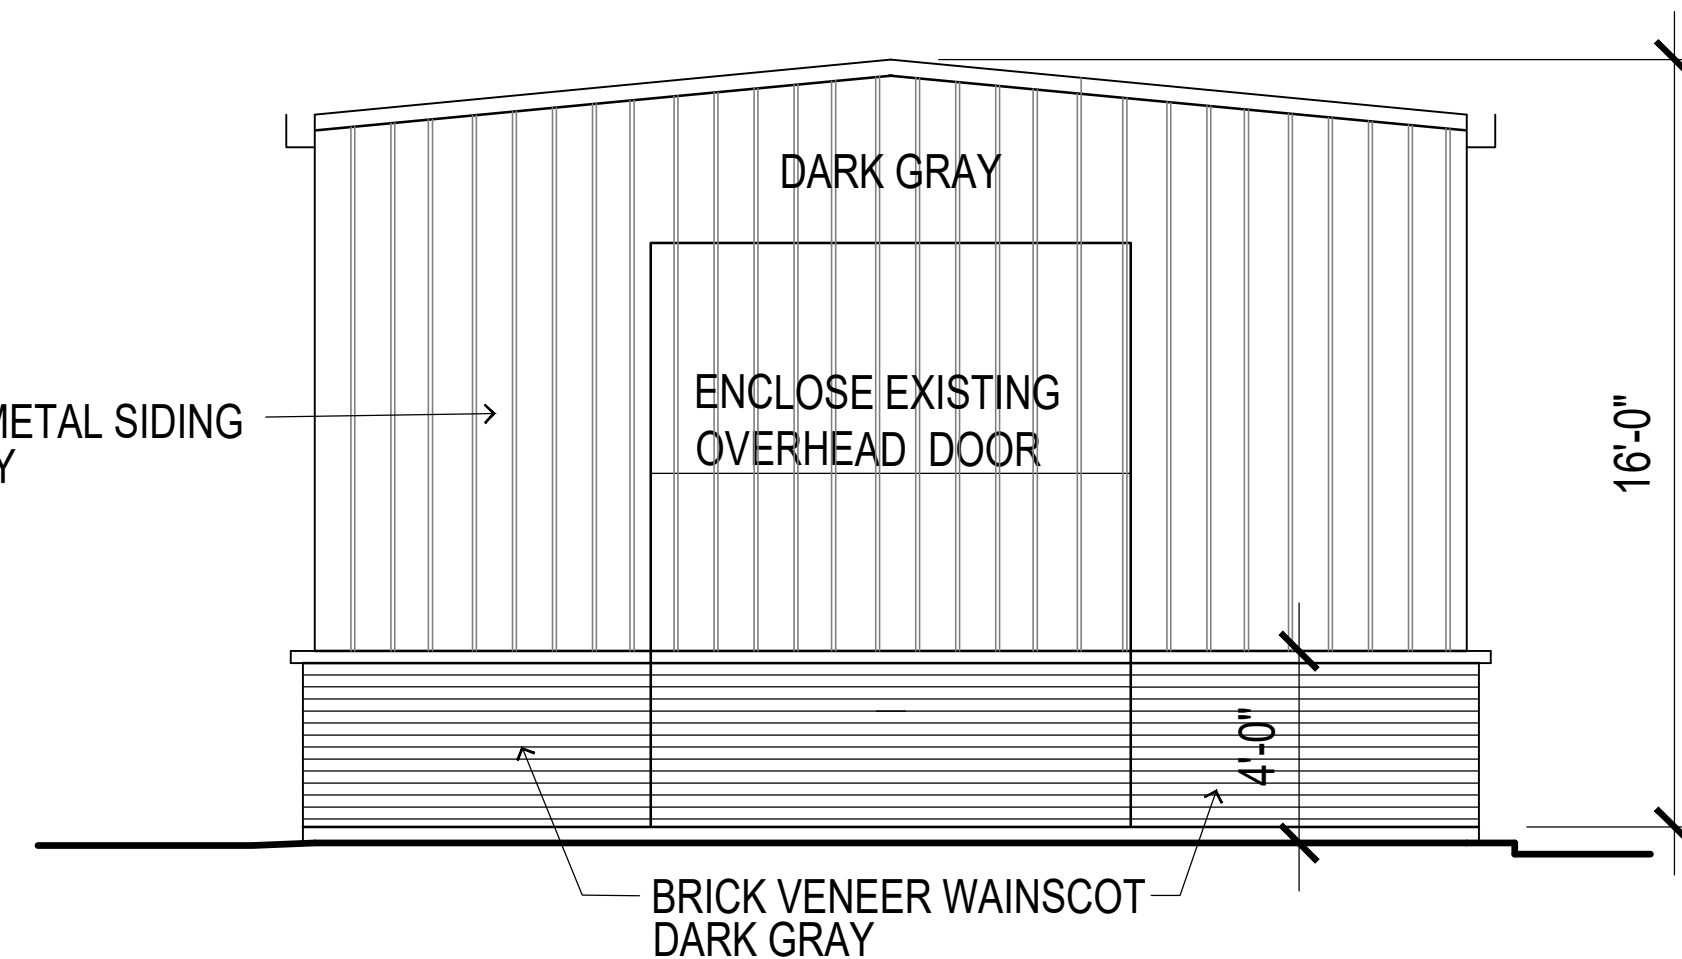 DARK GRAY
ENCLOSE EXISTING
OVERHEAD DOOR
METAL SIDING
Y
16'-0"
4'-0"
BRICK VENEER WAINSCOT
DARK GRAY